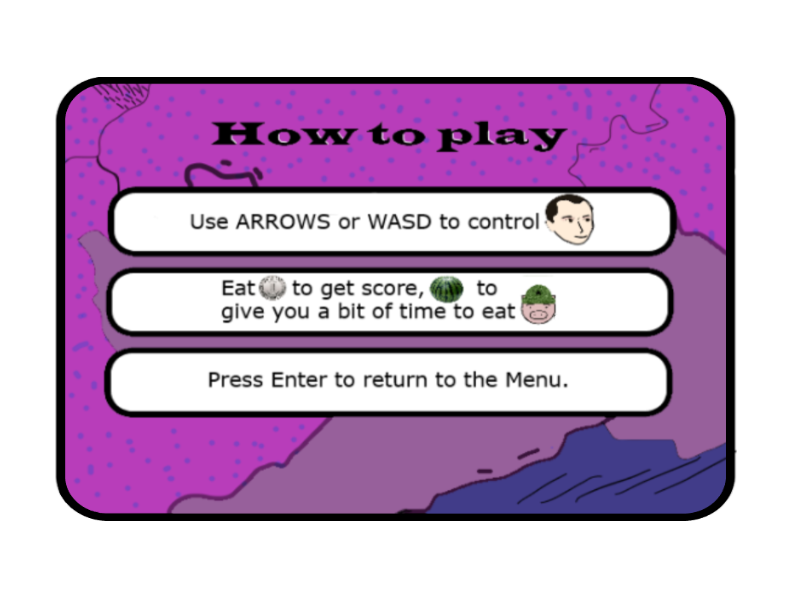 How to play
Use ARROWS or WASD to control
Eat to get score, to
give you a bit of time to eat
Press Enter to return to the Menu.